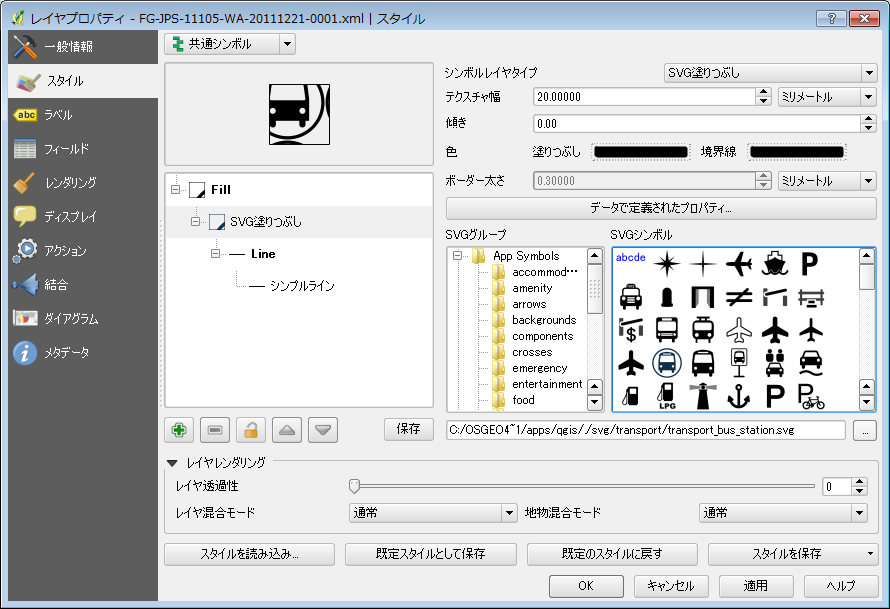 レイヤプロパティ - FG-JPS-11105-WA-20111221-0001.xml | スタイル
一般情報
スタイル
abc ラベル
フィールド
レンダリング
ディスプレイ
アクション
結合
ダイアグラム
メタデータ
共通シンボル
Fill
SVG塗りつぶし
Line
シンプルライン
保存
シンボルレイヤタイプ
SVG塗りつぶし
テクスチャ幅
20.00000
ミリメートル
傾き
0.00
色
塗りつぶし
境界線
ボーダー太さ
0.30000
ミリメートル
データで定義されたプロパティ...
SVGグループ
App Symbols
accommod···
amenity
arrows
backgrounds
components
crosses
emergency
entertainment
food
SVGシンボル
abcde
P
$
LPG
P
P
C:/OSGEO4~1/apps/qgis/./svg/transport/transport_bus_station.svg
...
レイヤレンダリング
レイヤ透過性
0
レイヤ混合モード
通常
地物混合モード
通常
スタイルを読み込み...
既定スタイルとして保存
既定のスタイルに戻す
スタイルを保存
OK
キャンセル
適用
ヘルプ